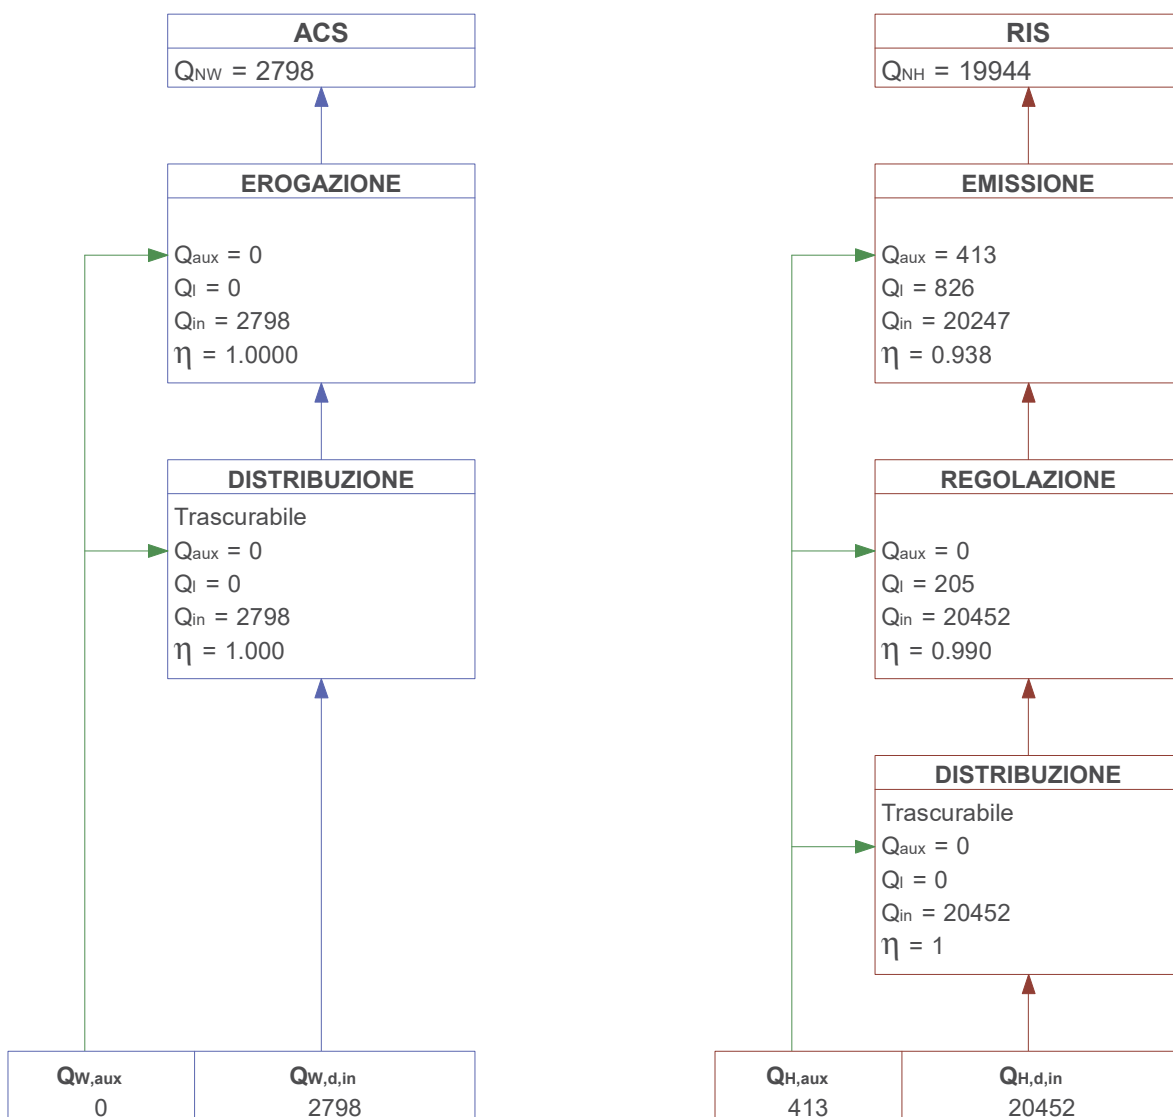 ACS
QNW = 2798
EROGAZIONE
Qaux = 0
Ql = 0
Qin = 2798
η = 1.0000
DISTRIBUZIONE
Trascurabile
Qaux = 0
Ql = 0
Qin = 2798
η = 1.000
QW,aux
0
QW,d,in
2798
RIS
QNH = 19944
EMISSIONE
Qaux = 413
Ql = 826
Qin = 20247
η = 0.938
REGOLAZIONE
Qaux = 0
Ql = 205
Qin = 20452
η = 0.990
DISTRIBUZIONE
Trascurabile
Qaux = 0
Ql = 0
Qin = 20452
η = 1
QH,aux
413
QH,d,in
20452